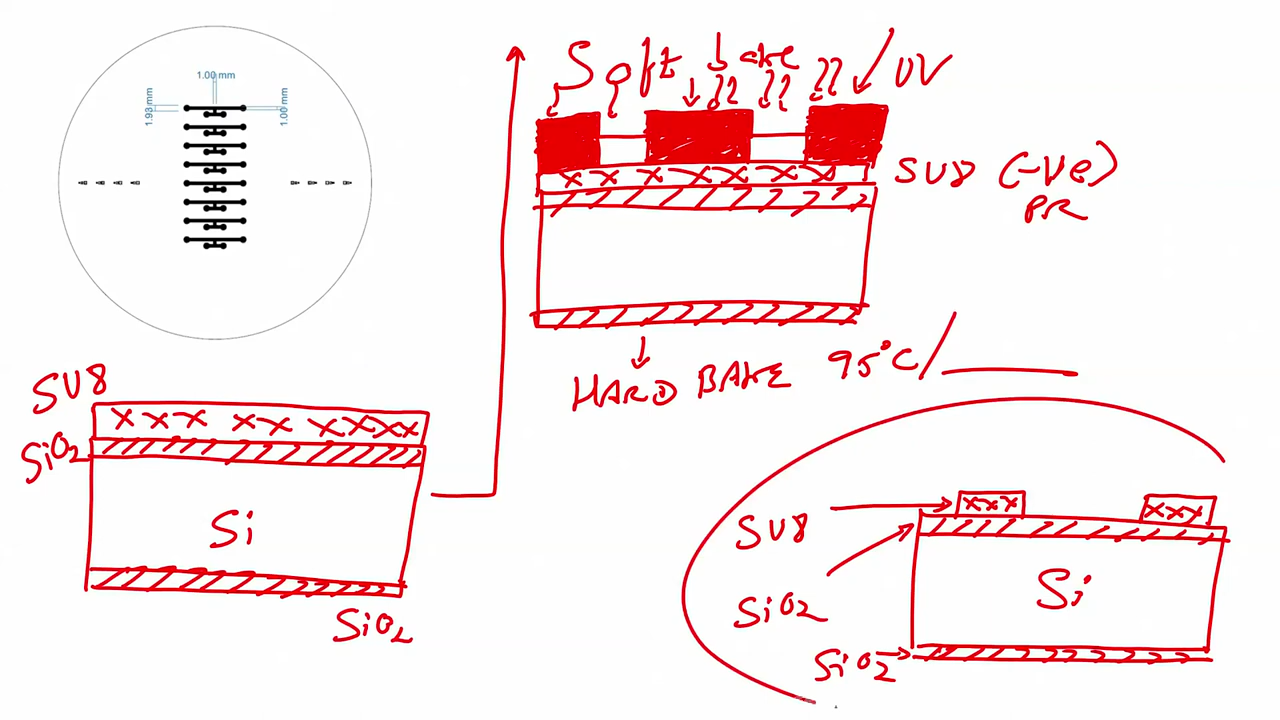 1.00 mm
1.93 mm
1.00 mm
Soft bake
UV
SU8 (-ve)
PR
HARD BAKE 95°C/
SU8
SiO2
Si
SiO2
SU8
SiO2
Si
SiO2